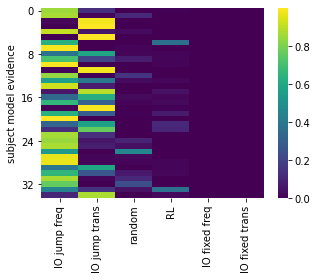 subject model evidence
0
8
16
24
32
IO jump freq
IO jump trans
random
RL
IO fixed freq
IO fixed trans
0.8
0.6
0.4
0.2
0.0